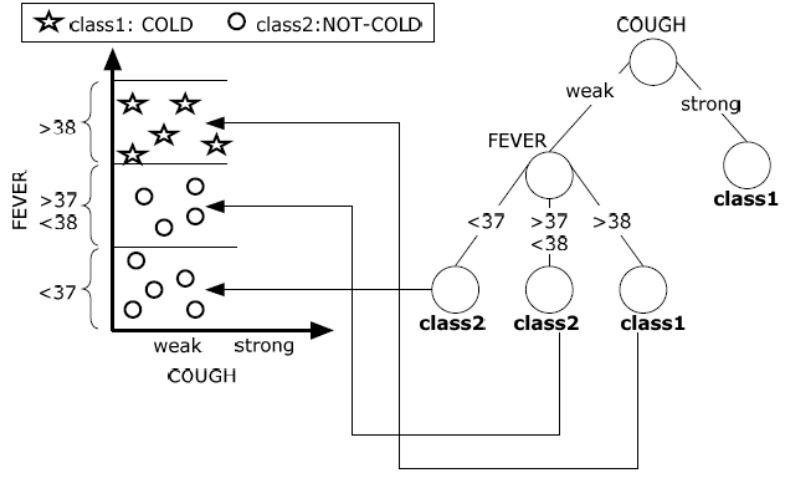 class1: COLD class2:NOT-COLD
COUGH
weak
strong
FEVER
class1
<37
>37
<38
>38
class2
class2
class1
FEVER
>38
>37
<38
<37
weak strong
COUGH